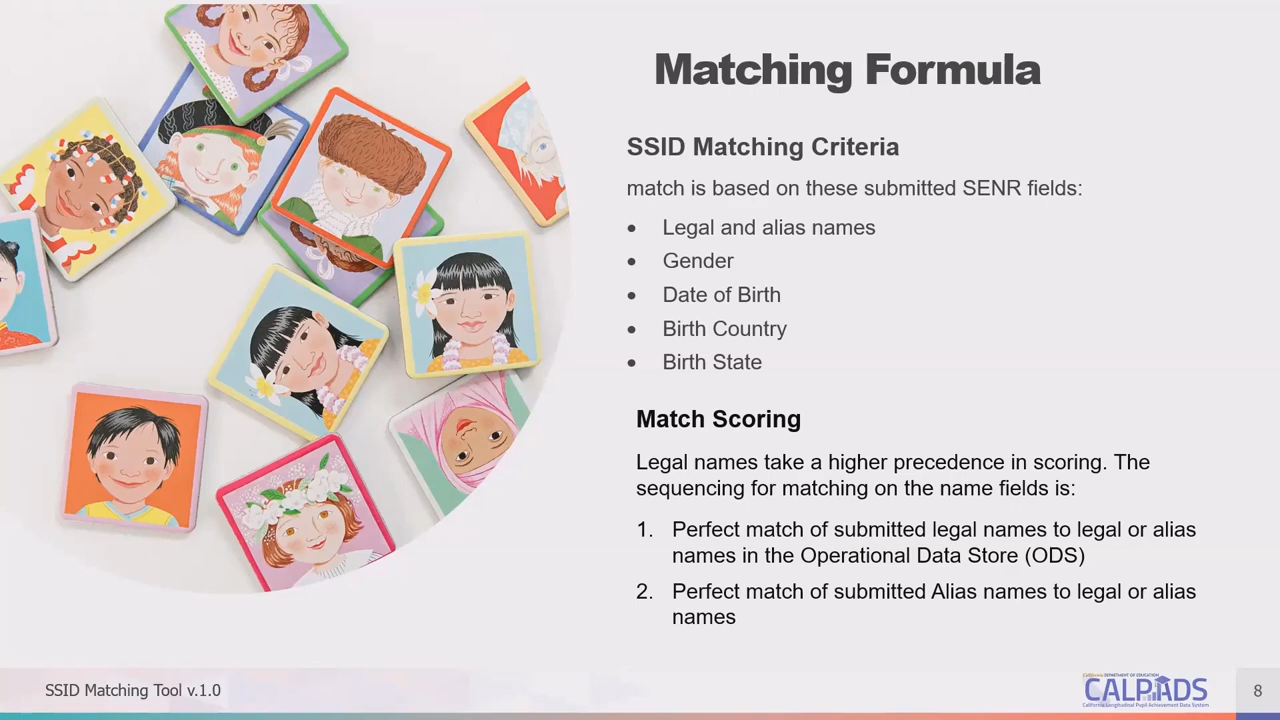 Matching Formula
SSID Matching Criteria
match is based on these submitted SENR fields:
• Legal and alias names
• Gender
• Date of Birth
• Birth Country
• Birth State
Match Scoring
Legal names take a higher precedence in scoring. The
sequencing for matching on the name fields is:
1. Perfect match of submitted legal names to legal or alias
names in the Operational Data Store (ODS)
2. Perfect match of submitted Alias names to legal or alias
names
SSID Matching Tool v.1.0
California DEPARTMENT OF EDUCATION
CALPADS
California Longitudinal Pupil Achievement Data System
8